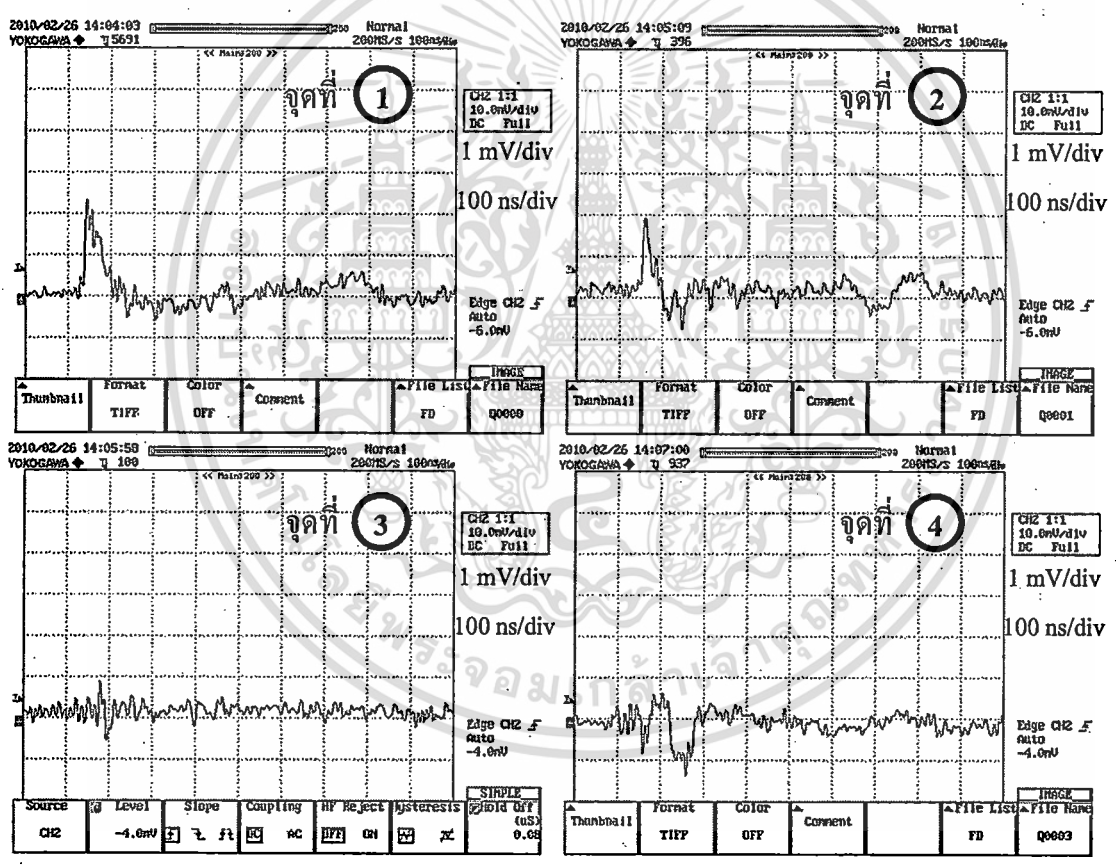 2010/02/26 14:04:03
Normal
YOKOGAWA ◆ 5691
200MS/s 100ns/div
<< Main:200 >>
จุดที่ 1
CH2 1:1
10.0mV/div
DC Full
1 mV/div
100 ns/div
Edge CH2
Auto
-6.0mV
IMAGE
Thumbnail
Format
TIFF
Color
OFF
Comment
File List
FD
File Name
Q0000
2010/02/26 14:05:09
Normal
YOKOGAWA ◆ 396
200MS/s 100ns/div
จุดที่ 2
CH2 1:1
10.0mV/div
DC Full
1 mV/div
100 ns/div
Edge CH2
Auto
-6.0mV
IMAGE
Thumbnail
Format
TIFF
Color
OFF
Comment
File List
FD
File Name
Q0001
2010/02/26 14:05:58
Normal
YOKOGAWA ◆ 100
200MS/s 100ns/div
<< Main:200 >>
จุดที่ 3
CH2 1:1
10.0mV/div
DC Full
1 mV/div
100 ns/div
Edge CH2
Auto
-4.0mV
SIMPLE
Source
CH2
Level
-4.0mV
Slope
Coupling
DC AC
HF Reject
OFF ON
Hysteresis
Hold Off
(uS)
0.08
2010/02/26 14:07:00
Normal
YOKOGAWA ◆ 937
200MS/s 100ns/div
จุดที่ 4
CH2 1:1
10.0mV/div
DC Full
1 mV/div
100 ns/div
Edge CH2
Auto
-4.0mV
IMAGE
Thumbnail
Format
TIFF
Color
OFF
Comment
File List
FD
File Name
Q0003